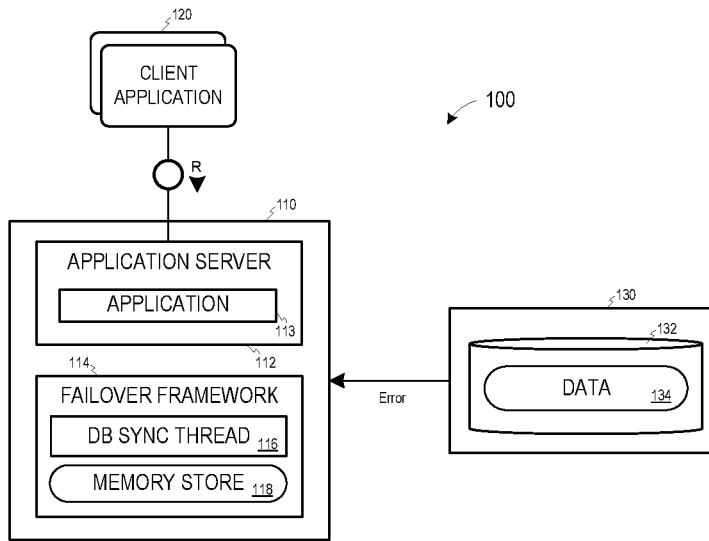 120
CLIENT
APPLICATION
100
R
110
APPLICATION SERVER
APPLICATION
113
112
114
FAILOVER FRAMEWORK
DB SYNC THREAD 116
MEMORY STORE 118
Error
130
132
DATA
134